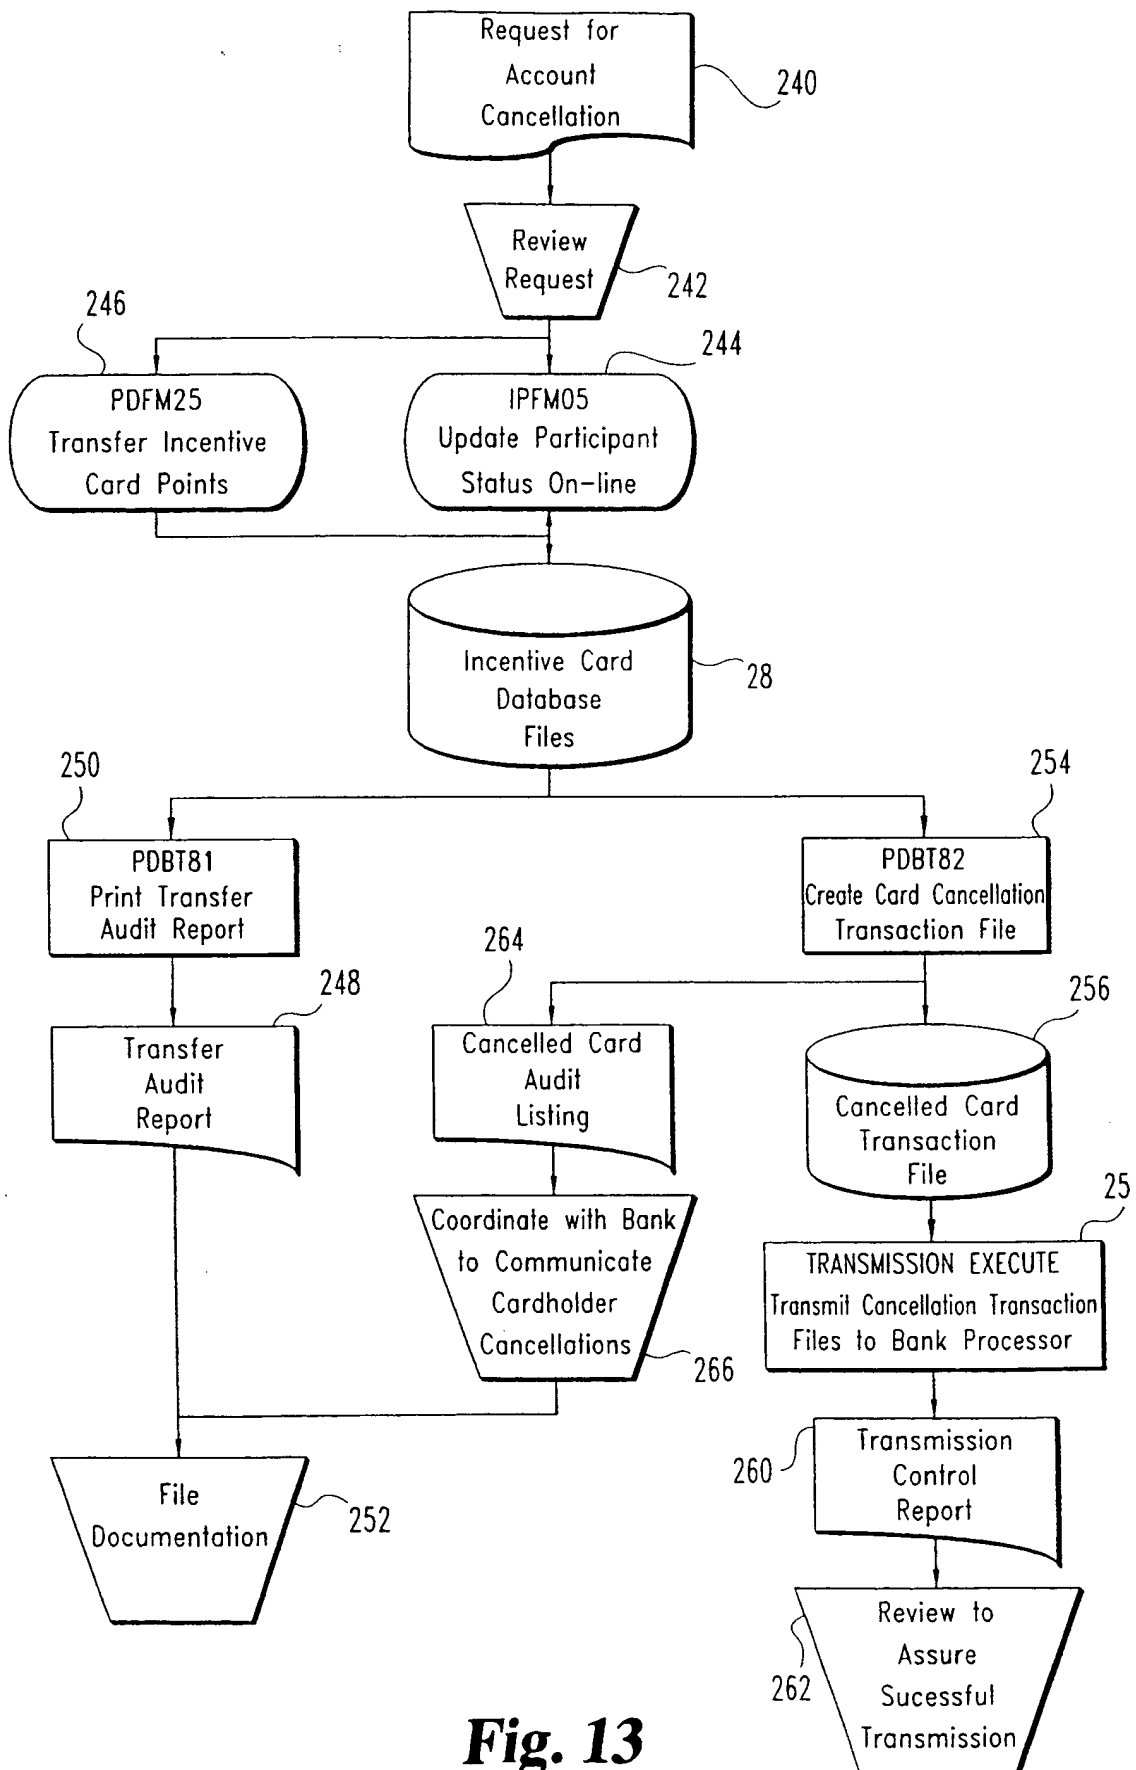 Request for
Account
Cancellation
240
Review
Request
242
246
244
PDFM25
Transfer Incentive
Card Points
IPFM05
Update Participant
Status On-line
Incentive Card
Database
Files
28
250
254
PDBT81
Print Transfer
Audit Report
PDBT82
Create Card Cancellation
Transaction File
264
248
256
Transfer
Audit
Report
Cancelled Card
Audit
Listing
Cancelled Card
Transaction
File
25
Coordinate with Bank
to Communicate
Cardholder
Cancellations
266
TRANSMISSION EXECUTE
Transmit Cancellation Transaction
Files to Bank Processor
260
Transmission
Control
Report
File
Documentation
252
Review to
Assure
Sucessful
Transmission
262
Fig. 13